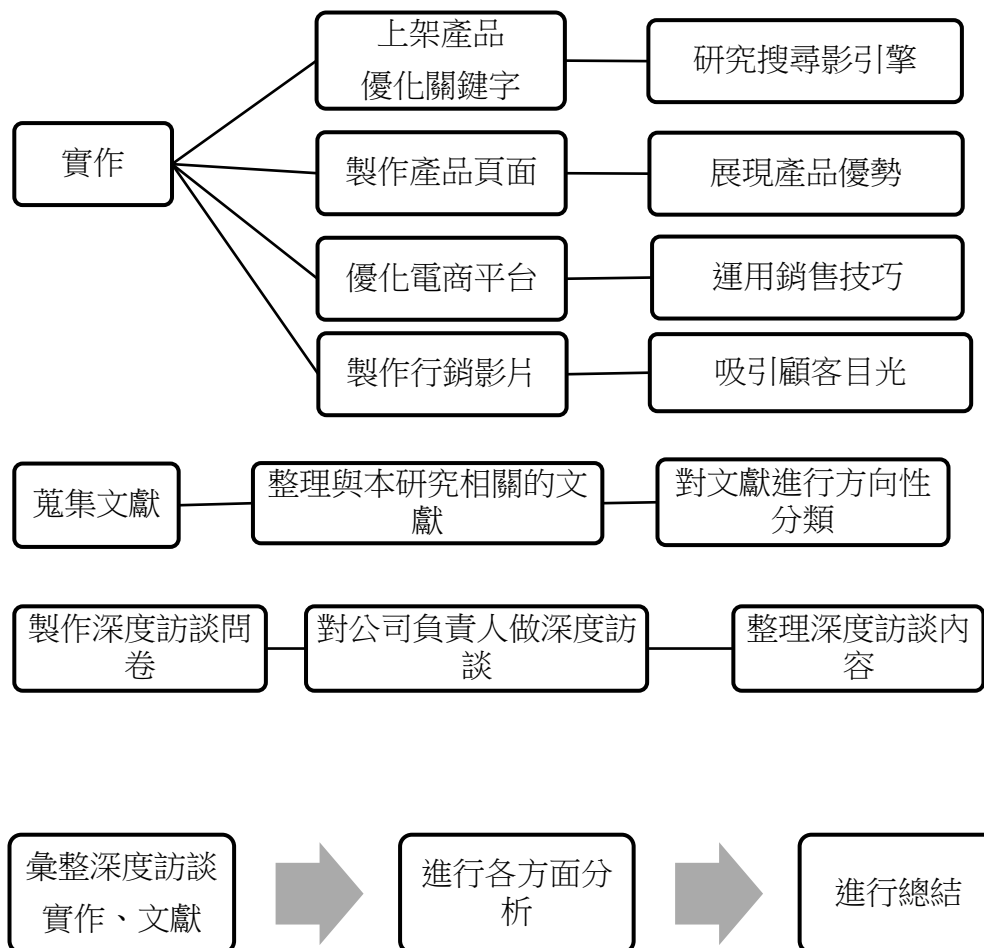 上架產品
優化關鍵字
研究搜尋影引擎
實作
製作產品頁面
展現產品優勢
優化電商平台
運用銷售技巧
製作行銷影片
吸引顧客目光
蒐集文獻
整理與本研究相關的文
獻
對文獻進行方向性
分類
製作深度訪談問
卷
對公司負責人做深度訪
談
整理深度訪談內
容
彙整深度訪談
實作、文獻
進行各方面分
析
進行總結